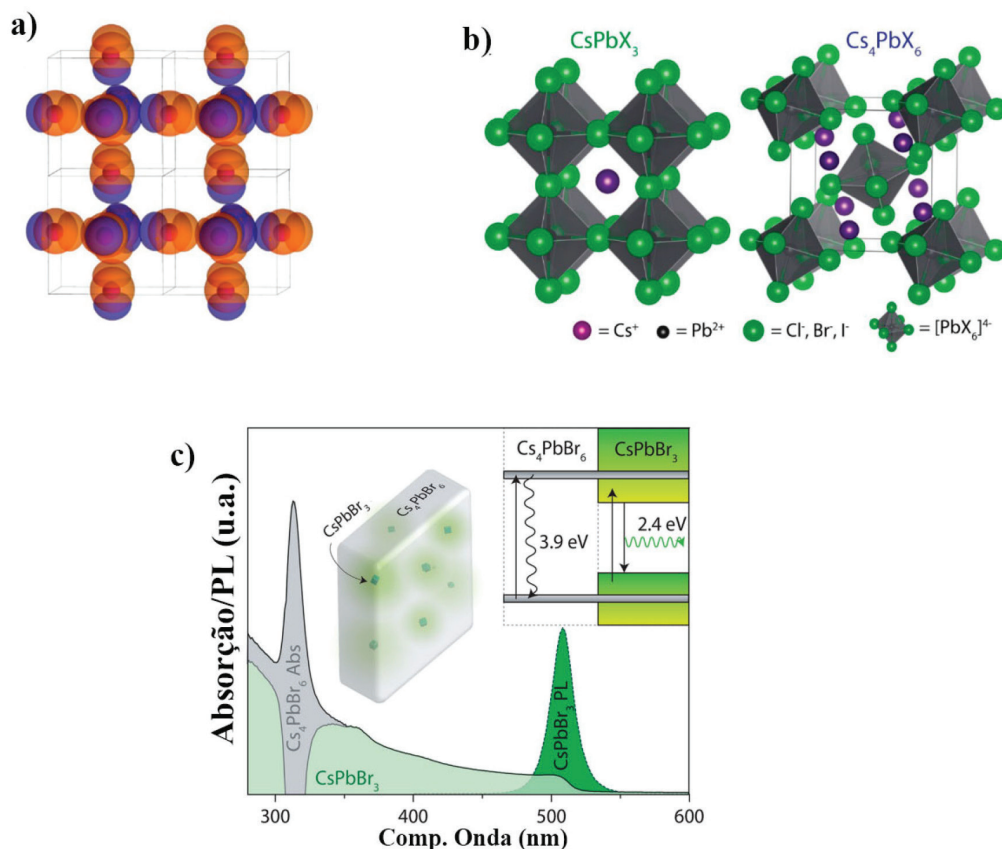 a)
b)
CsPbX₃
Cs₄PbX₆
= Cs⁺
= Pb²⁺
= Cl⁻, Br⁻, I⁻
= [PbX₆]⁴⁻
c)
Absorção/PL (u.a.)
CsPbBr₃
Cs₄PbBr₆
Cs₄PbBr₆
CsPbBr₃
3.9 eV
2.4 eV
Cs₄PbBr₆ Abs
CsPbBr₃
CsPbBr₃ PL
300
400
500
600
Comp. Onda (nm)